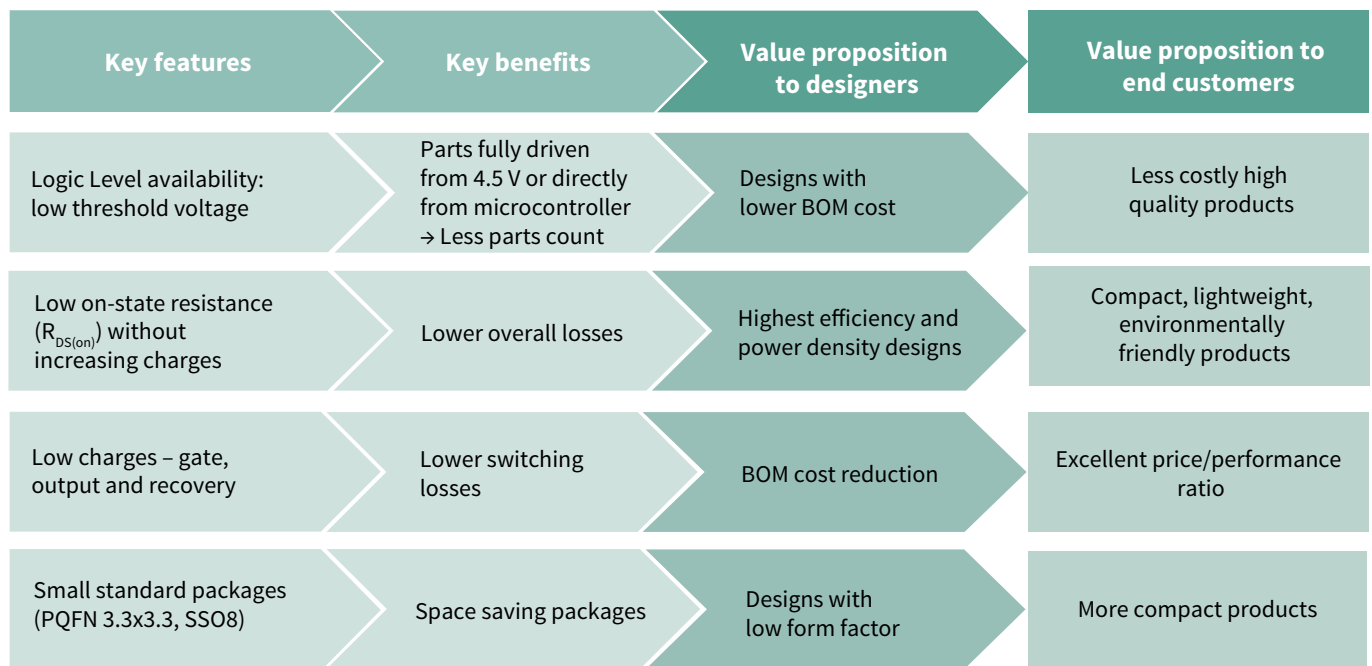 Key features
Key benefits
Value proposition
to designers
Value proposition to
end customers
Logic Level availability:
low threshold voltage
Parts fully driven
from 4.5 V or directly
from microcontroller
→ Less parts count
Designs with
lower BOM cost
Less costly high
quality products
Low on-state resistance
(RDS(on)) without
increasing charges
Lower overall losses
Highest efficiency and
power density designs
Compact, lightweight,
environmentally
friendly products
Low charges – gate,
output and recovery
Lower switching
losses
BOM cost reduction
Excellent price/performance
ratio
Small standard packages
(PQFN 3.3x3.3, SSO8)
Space saving packages
Designs with
low form factor
More compact products